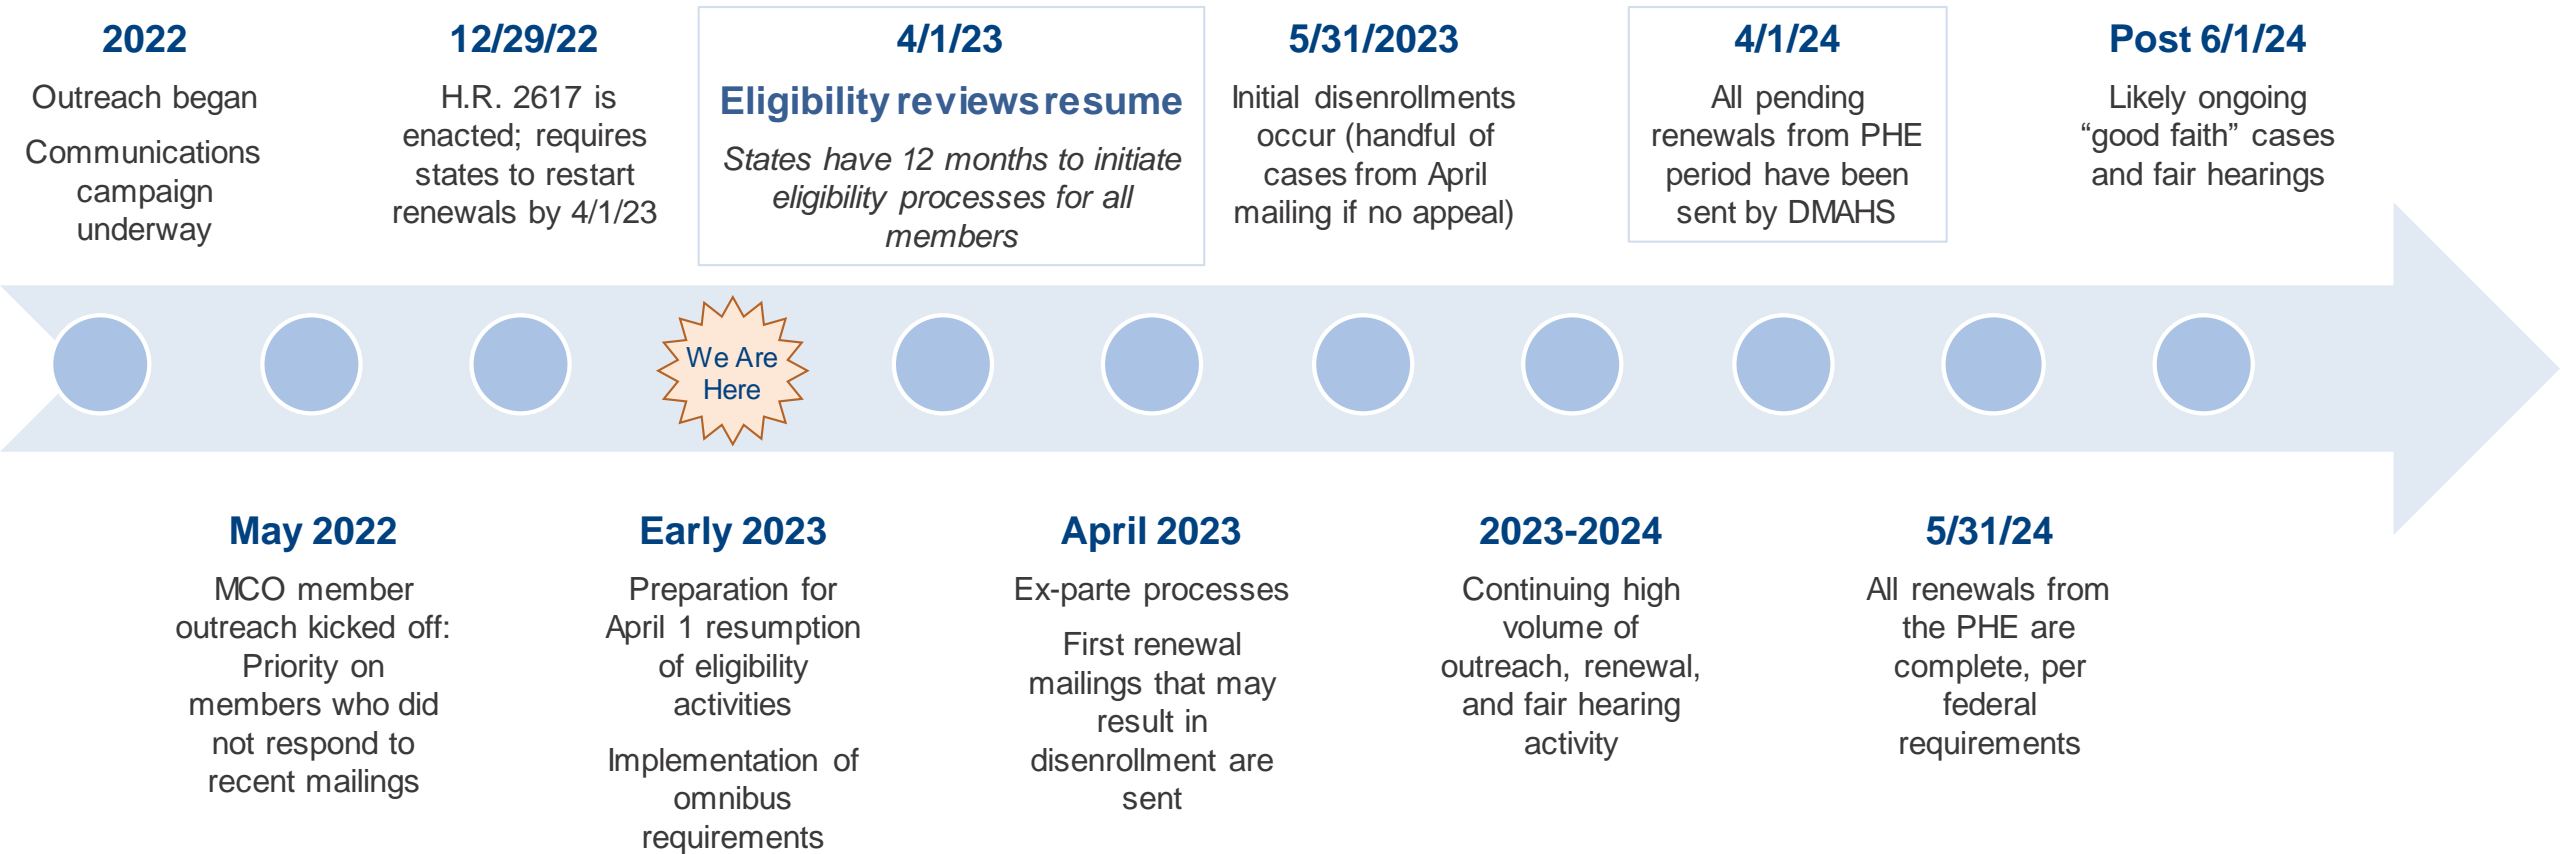 2022
Outreach began
Communications
campaign
underway
12/29/22
H.R. 2617 is
enacted; requires
states to restart
renewals by 4/1/23
4/1/23
Eligibility reviews resume
States have 12 months to initiate
eligibility processes for all
members
5/31/2023
Initial disenrollments
occur (handful of
cases from April
mailing if no appeal)
4/1/24
All pending
renewals from PHE
period have been
sent by DMAHS
Post 6/1/24
Likely ongoing
“good faith” cases
and fair hearings
We Are
Here
May 2022
MCO member
outreach kicked off:
Priority on
members who did
not respond to
recent mailings
Early 2023
Preparation for
April 1 resumption
of eligibility
activities
Implementation of
omnibus
requirements
April 2023
Ex-parte processes
First renewal
mailings that may
result in
disenrollment are
sent
2023-2024
Continuing high
volume of
outreach, renewal,
and fair hearing
activity
5/31/24
All renewals from
the PHE are
complete, per
federal
requirements